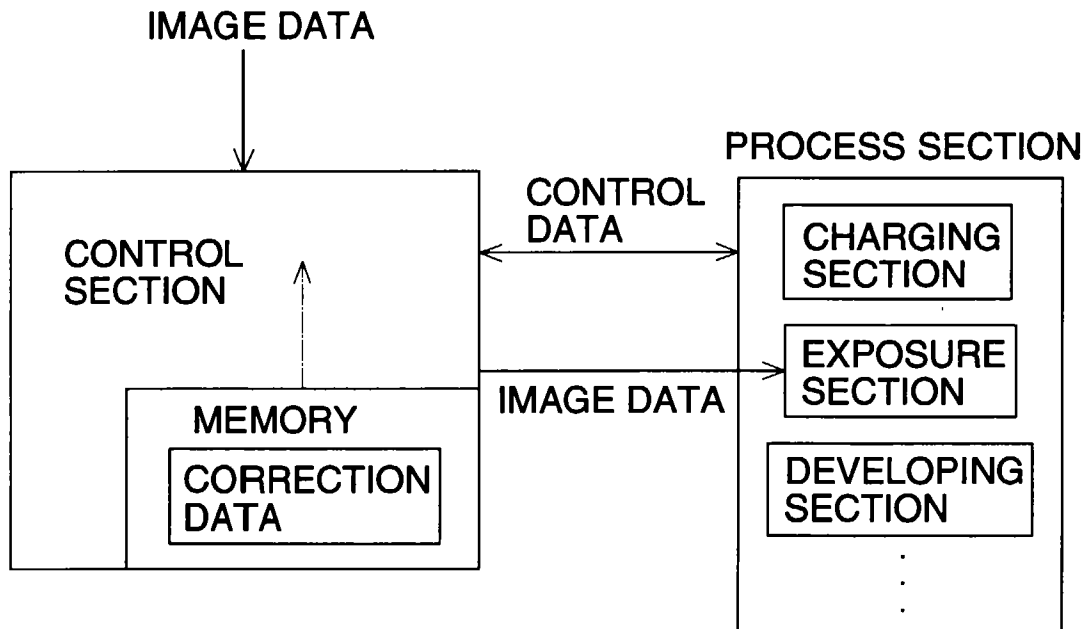 IMAGE DATA
PROCESS SECTION
CONTROL
DATA
CONTROL
SECTION
CHARGING
SECTION
EXPOSURE
SECTION
IMAGE DATA
MEMORY
CORRECTION
DATA
DEVELOPING
SECTION